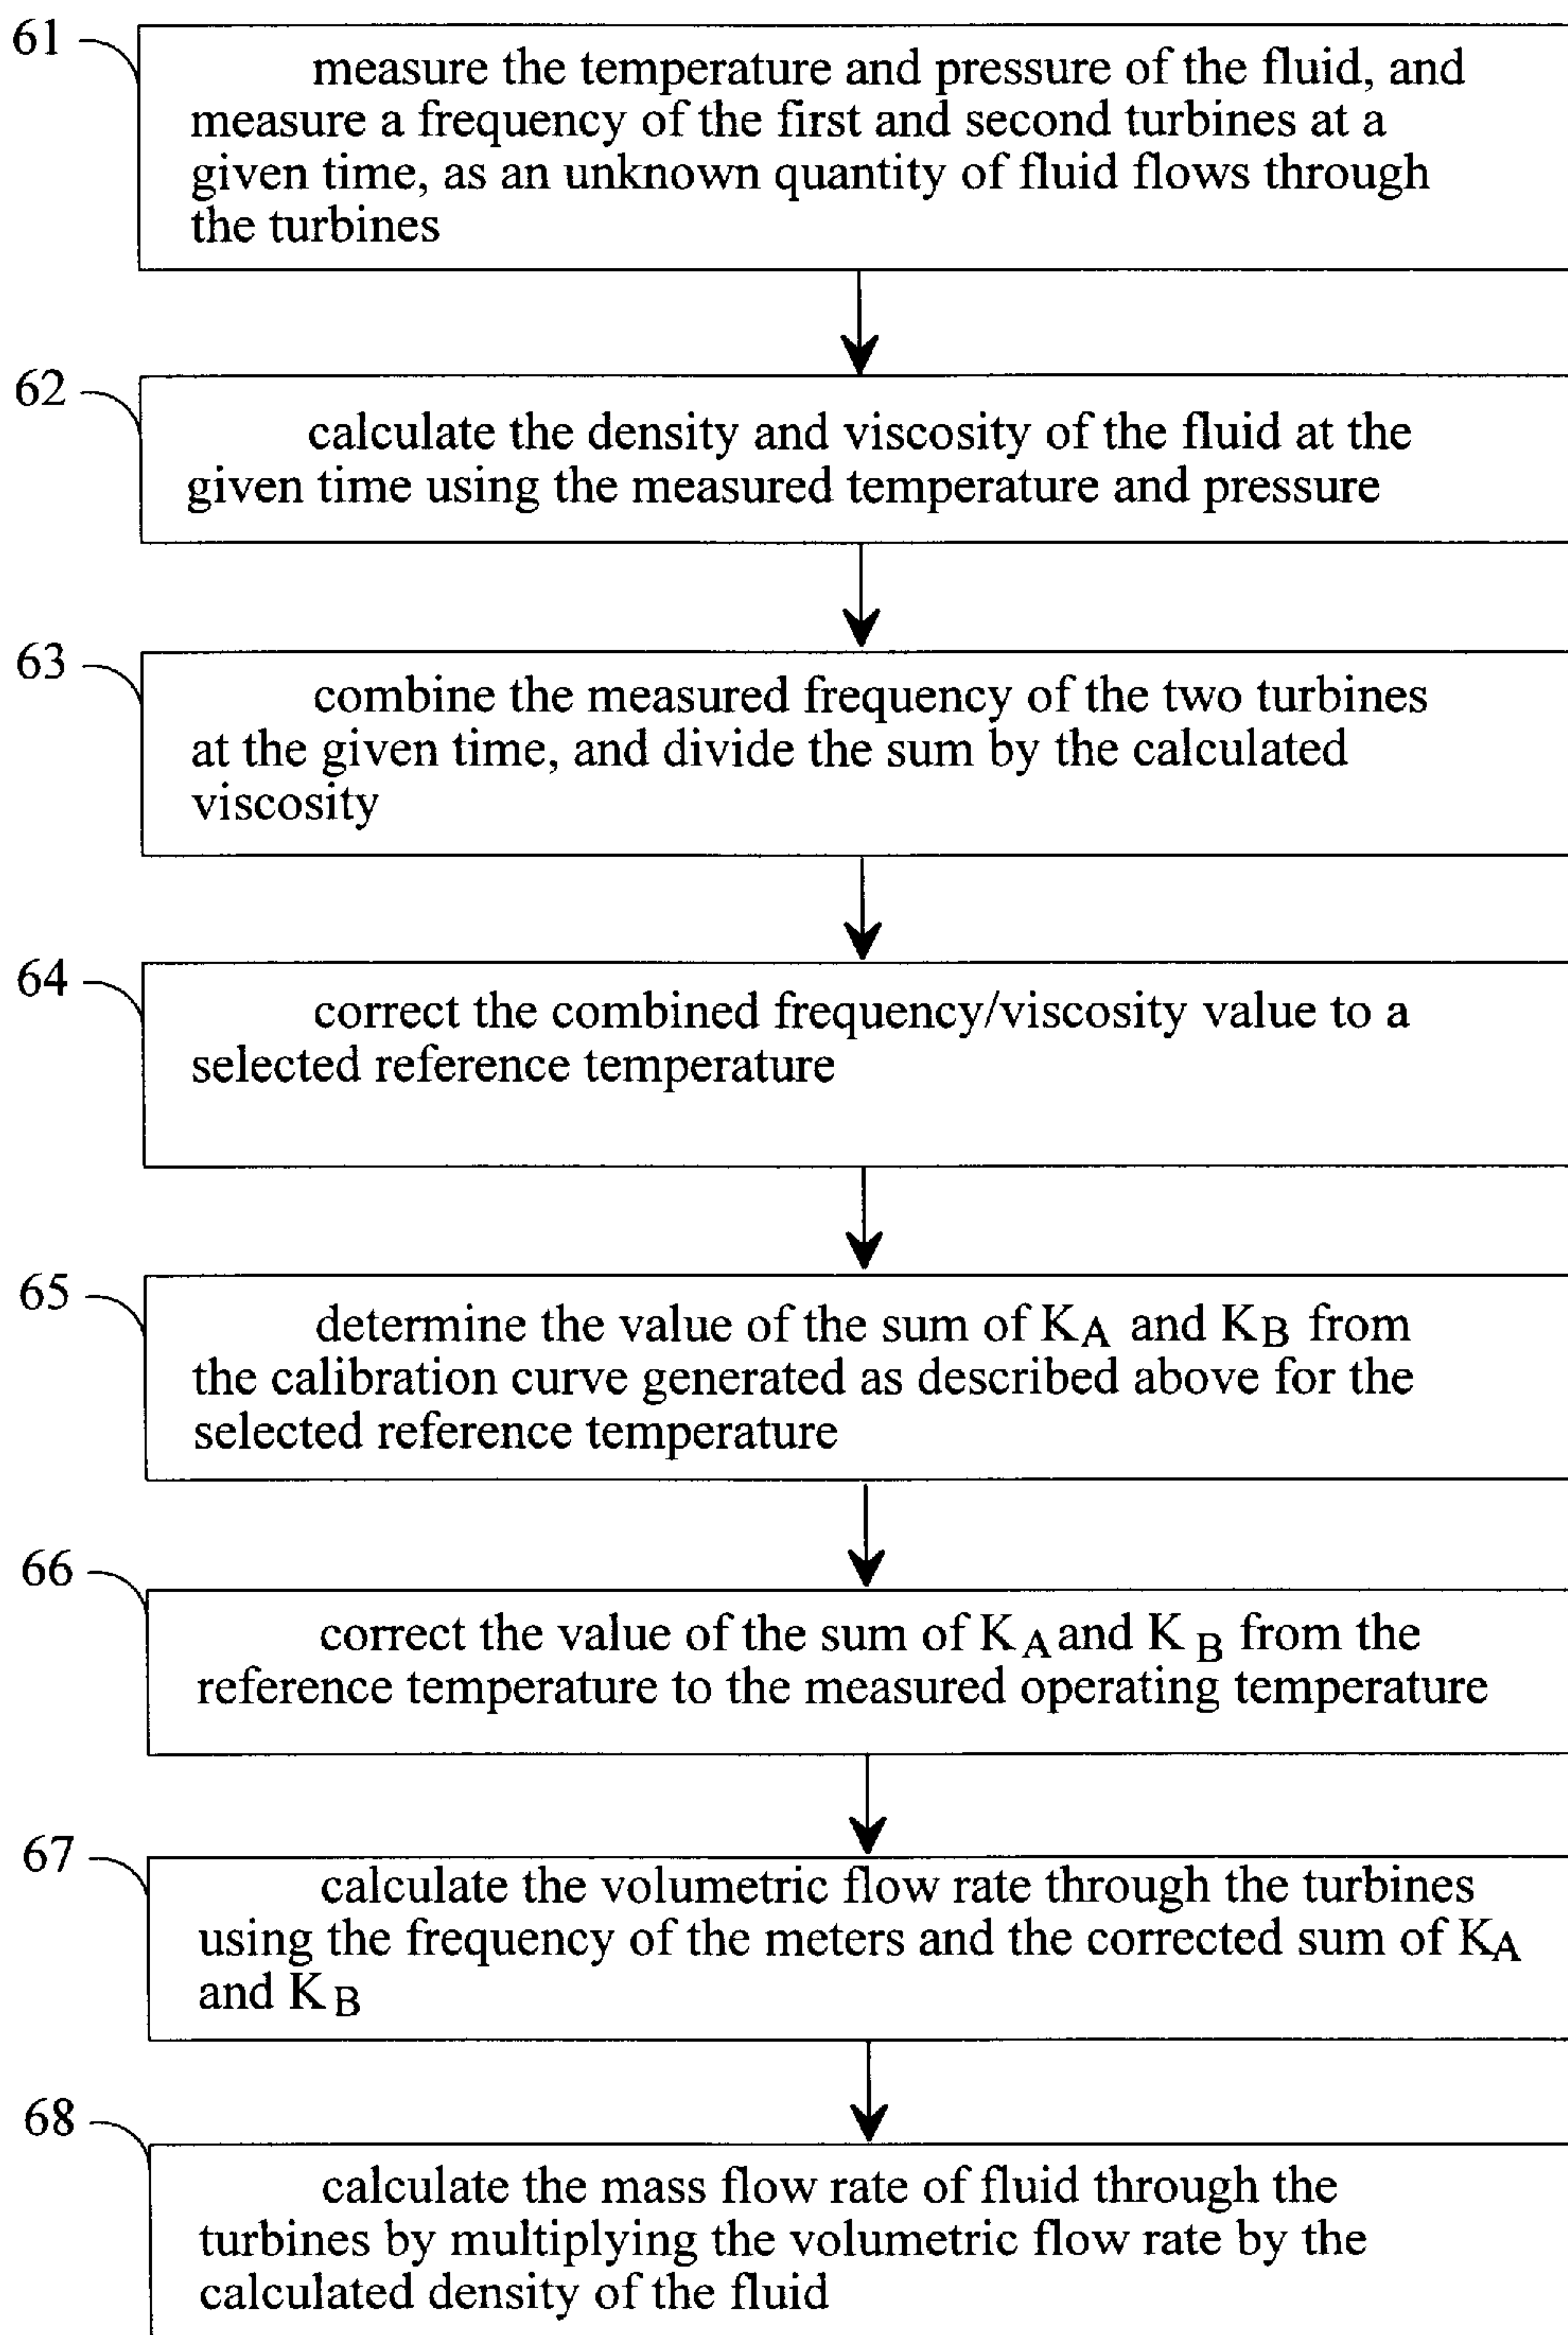 61
measure the temperature and pressure of the fluid, and
measure a frequency of the first and second turbines at a
given time, as an unknown quantity of fluid flows through
the turbines
62
calculate the density and viscosity of the fluid at the
given time using the measured temperature and pressure
63
combine the measured frequency of the two turbines
at the given time, and divide the sum by the calculated
viscosity
64
correct the combined frequency/viscosity value to a
selected reference temperature
65
determine the value of the sum of KA and KB from
the calibration curve generated as described above for the
selected reference temperature
66
correct the value of the sum of KA and KB from the
reference temperature to the measured operating temperature
67
calculate the volumetric flow rate through the turbines
using the frequency of the meters and the corrected sum of KA
and KB
68
calculate the mass flow rate of fluid through the
turbines by multiplying the volumetric flow rate by the
calculated density of the fluid